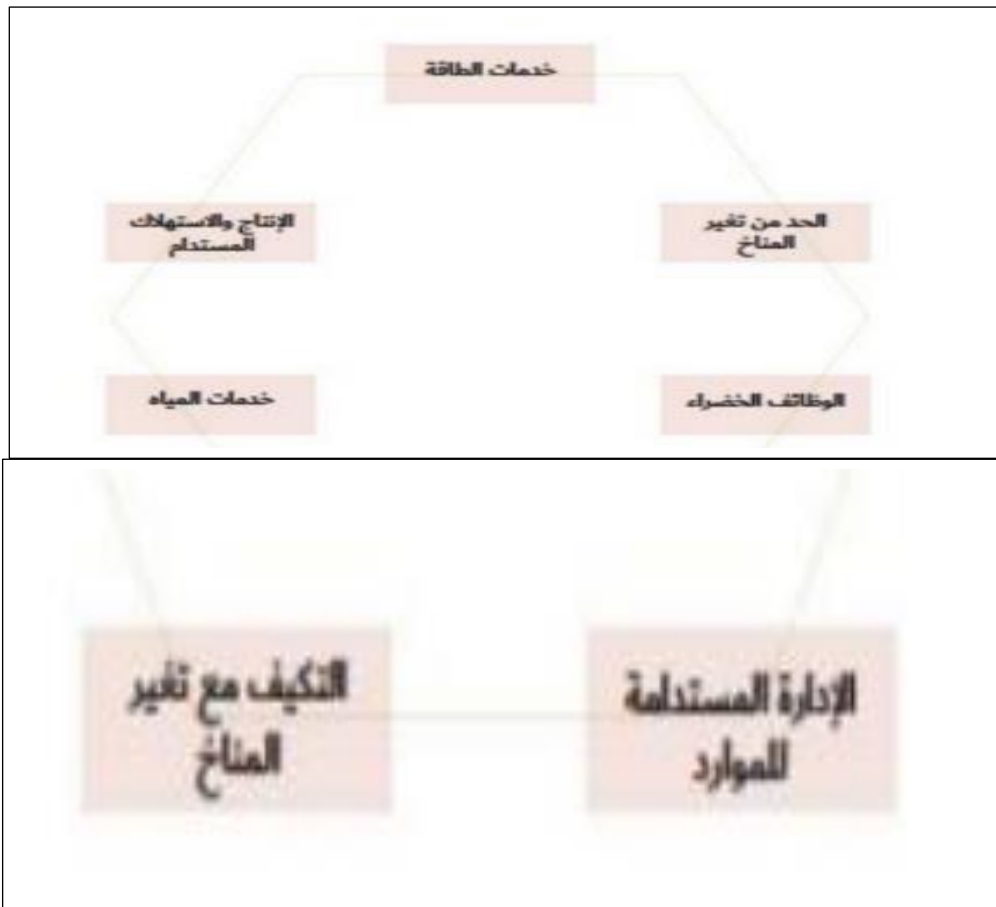 خدمات الطاقة
الحد من تغير
المناخ
الإنتاج والاستهلاك
المستدام
الوظائف الخضراء
خدمات المياه
الإدارة المستدامة
للموارد
التكيف مع تغير
المناخ